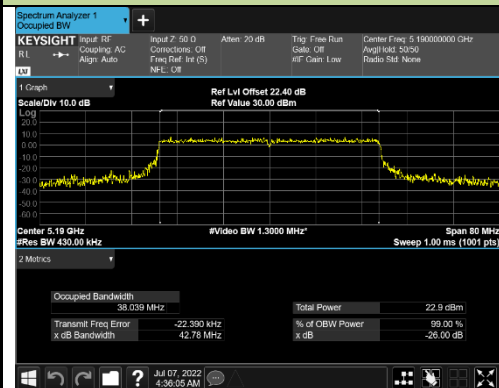 Spectrum Analyzer 1
Occupied BW
+
KEYSIGHT Input: RF Input Z: 50 Ω Atten: 20 dB Trig: Free Run Center Freq: 5.190000000 GHz
RL Coupling: AC Corrections: Off Gate: Off Avg|Hold: 50/50
Align: Auto Freq Ref: Int (S) #IF Gain: Low Radio Std: None
NFE: Off
LXI
1 Graph
Ref Lvl Offset 22.40 dB
Scale/Div 10.0 dB Ref Value 30.00 dBm
Log
20.0
10.0
0.00
-10.0
-20.0
-30.0
-40.0
-50.0
-60.0
Center 5.19 GHz #Video BW 1.3000 MHz* Span 80 MHz
#Res BW 430.00 kHz Sweep 1.00 ms (1001 pts)
2 Metrics
Occupied Bandwidth
38.039 MHz Total Power 22.9 dBm
Transmit Freq Error -22.390 kHz % of OBW Power 99.00 %
x dB Bandwidth 42.78 MHz x dB -26.00 dB
? Jul 07, 2022
4:36:05 AM